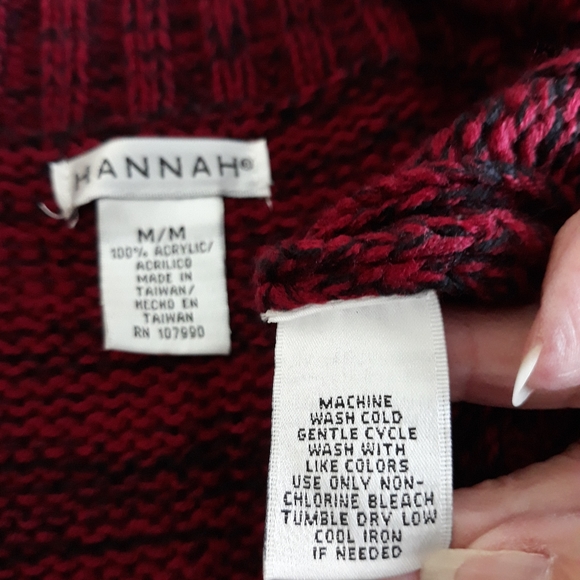 HANNAH®
M/M
100% ACRYLIC/
ACRILICO
MADE IN
TAIWAN/
HECHO EN
TAIWAN
RN 107990
MACHINE
WASH COLD
GENTLE CYCLE
WASH WITH
LIKE COLORS
USE ONLY NON-
CHLORINE BLEACH
TUMBLE DRY LOW
COOL IRON
IF NEEDED